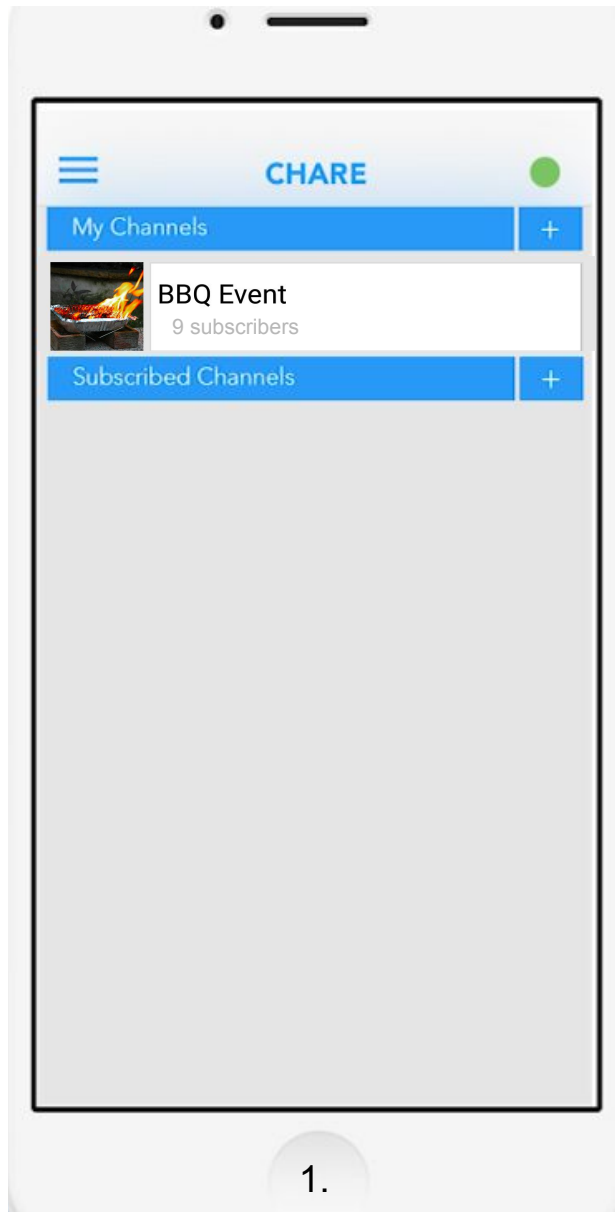 CHARE
My Channels +
BBQ Event
9 subscribers
Subscribed Channels +
1.